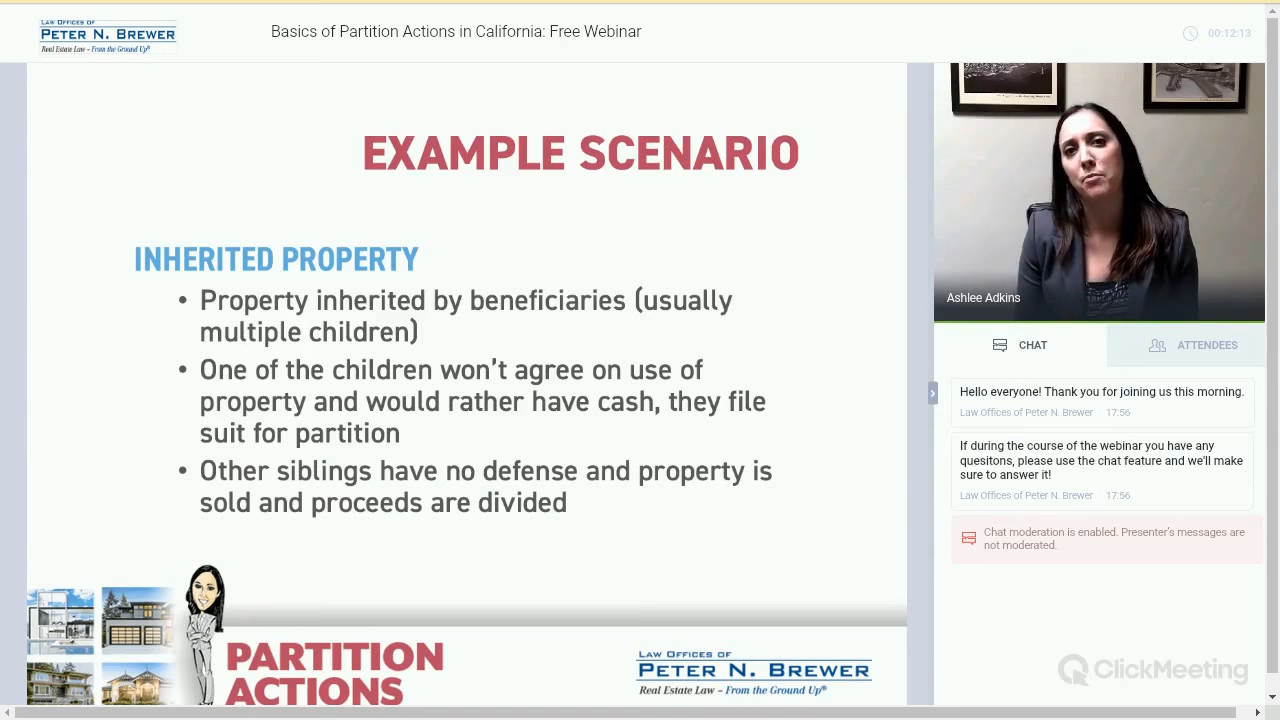 LAW OFFICES OF
PETER N. BREWER
Real Estate Law – From the Ground Up®
Basics of Partition Actions in California: Free Webinar
00:12:13
EXAMPLE SCENARIO
INHERITED PROPERTY
• Property inherited by beneficiaries (usually
multiple children)
• One of the children won’t agree on use of
property and would rather have cash, they file
suit for partition
• Other siblings have no defense and property is
sold and proceeds are divided
PARTITION
ACTIONS
LAW OFFICES OF
PETER N. BREWER
Real Estate Law – From the Ground Up®
Ashlee Adkins
CHAT
ATTENDEES
Hello everyone! Thank you for joining us this morning.
Law Offices of Peter N. Brewer 17:56
If during the course of the webinar you have any
quesitons, please use the chat feature and we'll make
sure to answer it!
Law Offices of Peter N. Brewer 17:56
Chat moderation is enabled. Presenter's messages are
not moderated.
ClickMeeting